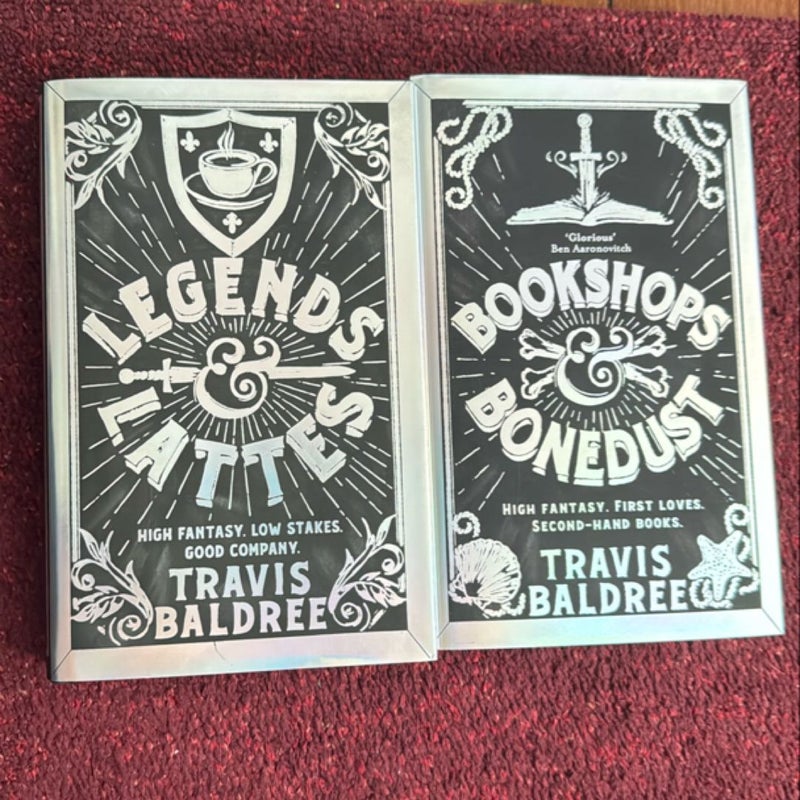 LEGENDS
&
LATTES
HIGH FANTASY. LOW STAKES.
GOOD COMPANY.
TRAVIS
BALDREE
‘Glorious’
Ben Aaronovitch
BOOKSHOPS
&
BONEDUST
HIGH FANTASY. FIRST LOVES.
SECOND-HAND BOOKS.
TRAVIS
BALDREE